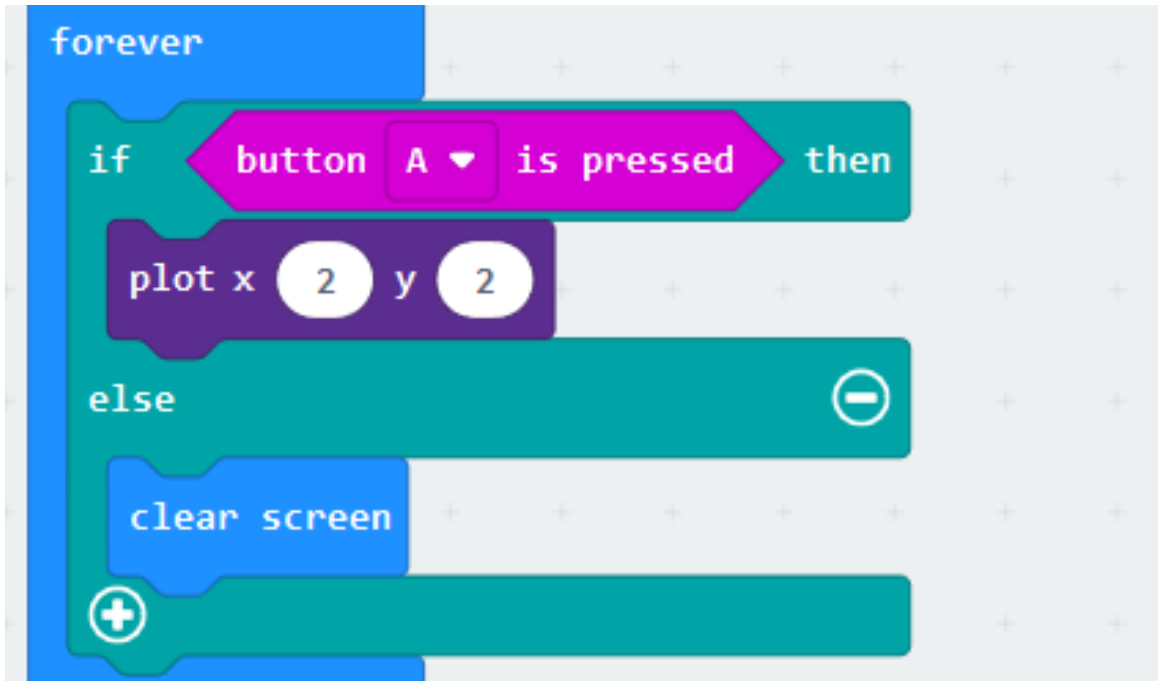 forever
if button A is pressed then
plot x 2 y 2
else
clear screen